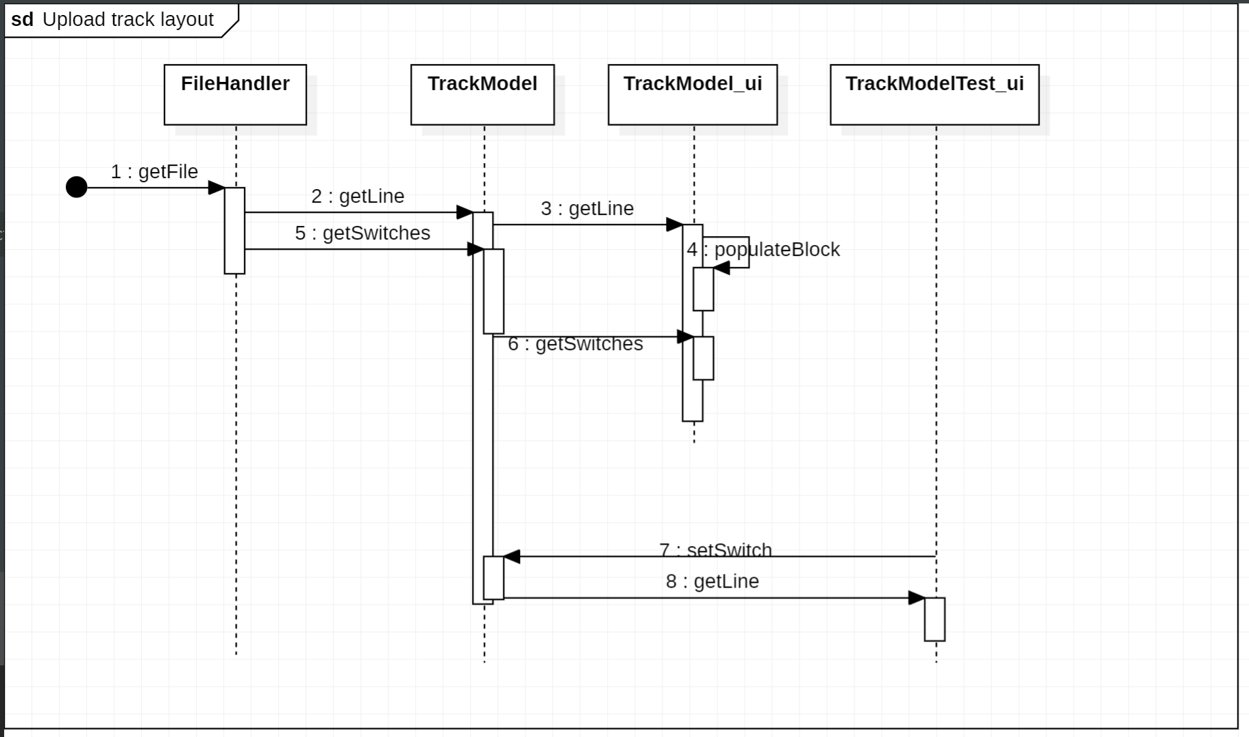 sd Upload track layout
FileHandler
TrackModel
TrackModel_ui
TrackModelTest_ui
1 : getFile
2 : getLine
3 : getLine
5 : getSwitches
4 : populateBlock
6 : getSwitches
7 : setSwitch
8 : getLine